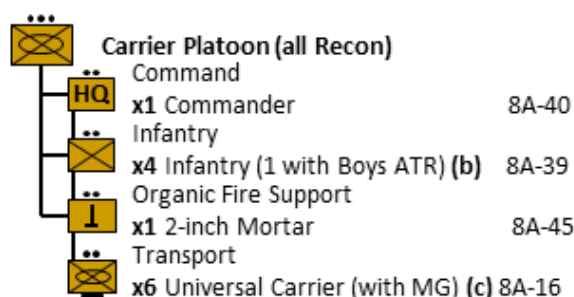 Carrier Platoon (all Recon)
Command
HQ x1 Commander 8A-40
Infantry
x4 Infantry (1 with Boys ATR) (b) 8A-39
Organic Fire Support
x1 2-inch Mortar 8A-45
Transport
x6 Universal Carrier (with MG) (c) 8A-16